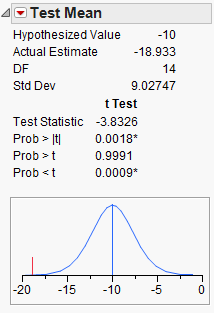 Test Mean
Hypothesized Value -10
Actual Estimate -18.933
DF 14
Std Dev 9.02747
t Test
Test Statistic -3.8326
Prob > |t| 0.0018*
Prob > t 0.9991
Prob < t 0.0009*
-20 -15 -10 -5 0